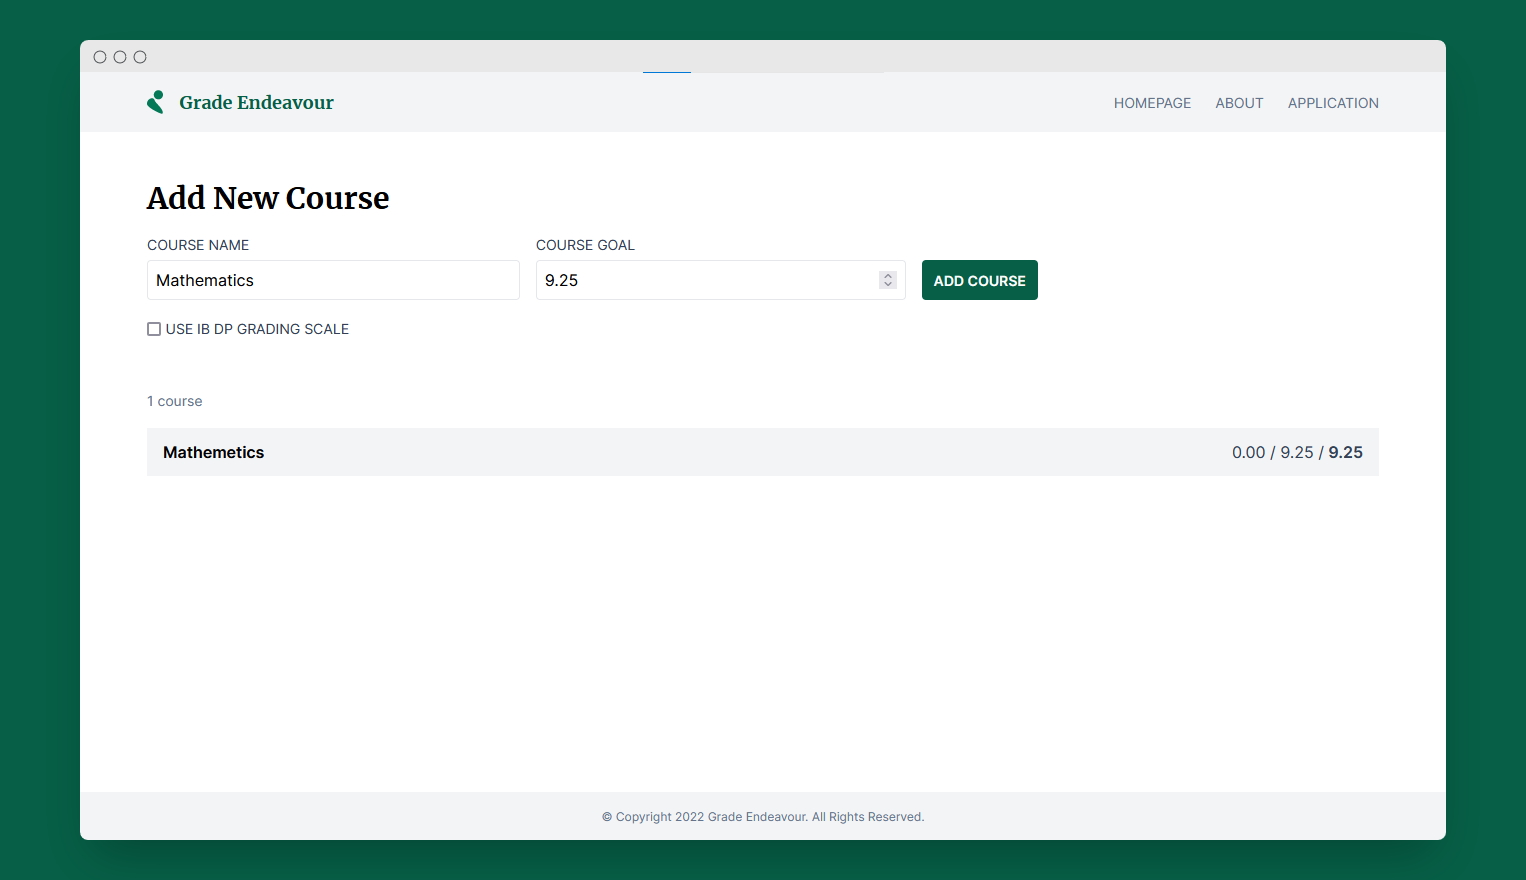 Grade Endeavour
HOMEPAGE ABOUT APPLICATION
Add New Course
COURSE NAME COURSE GOAL
Mathematics 9.25 ADD COURSE
USE IB DP GRADING SCALE
1 course
Mathemetics 0.00 / 9.25 / 9.25
© Copyright 2022 Grade Endeavour. All Rights Reserved.